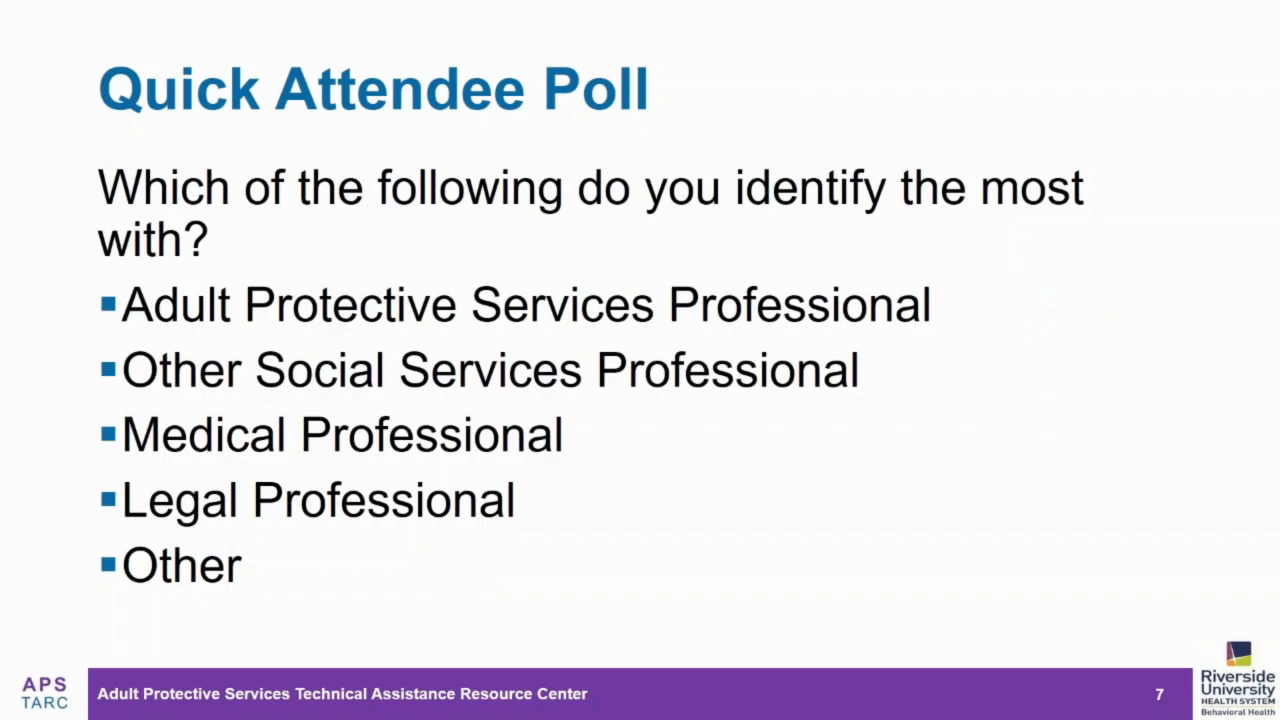 Quick Attendee Poll
Which of the following do you identify the most
with?
▪Adult Protective Services Professional
▪Other Social Services Professional
▪Medical Professional
▪Legal Professional
▪Other
APS
TARC
Adult Protective Services Technical Assistance Resource Center
7
Riverside
University
HEALTH SYSTEM
Behavioral Health